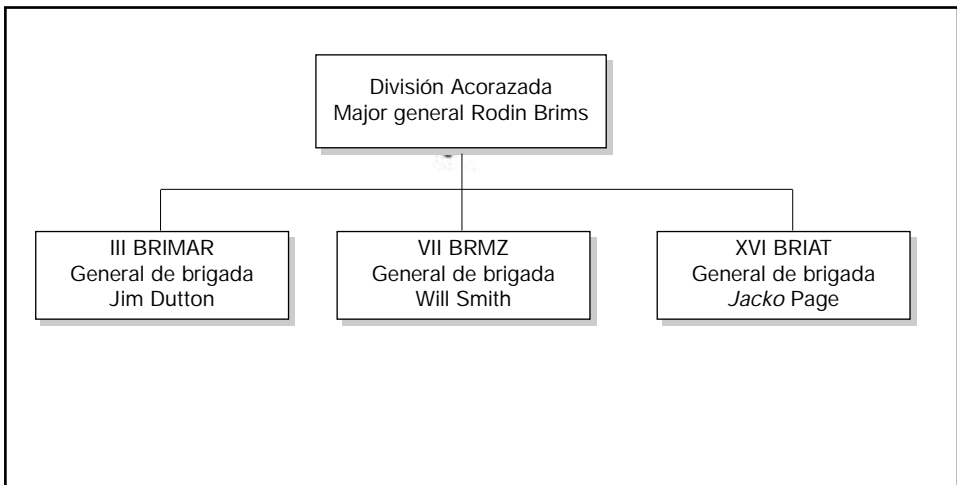 División Acorazada
Major general Rodin Brims
III BRIMAR
General de brigada
Jim Dutton
VII BRMZ
General de brigada
Will Smith
XVI BRIAT
General de brigada
Jacko Page